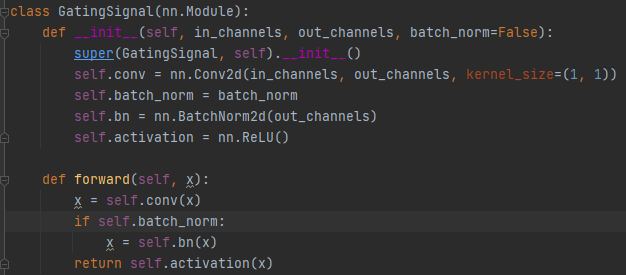 class GatingSignal(nn.Module):
    def __init__(self, in_channels, out_channels, batch_norm=False):
        super(GatingSignal, self).__init__()
        self.conv = nn.Conv2d(in_channels, out_channels, kernel_size=(1, 1))
        self.batch_norm = batch_norm
        self.bn = nn.BatchNorm2d(out_channels)
        self.activation = nn.ReLU()

    def forward(self, x):
        x = self.conv(x)
        if self.batch_norm:
            x = self.bn(x)
        return self.activation(x)